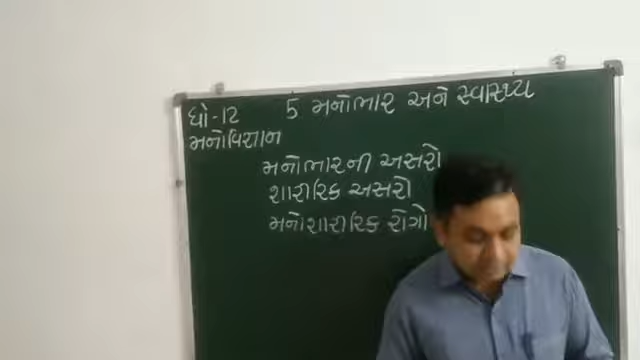 ધો-12 5 મનોભાર અને સ્વાસ્થ્ય
મનોવિજ્ઞાન
મનોભારની અસરો
શારીરિક અસરો
મનોશારીરિક રોગો